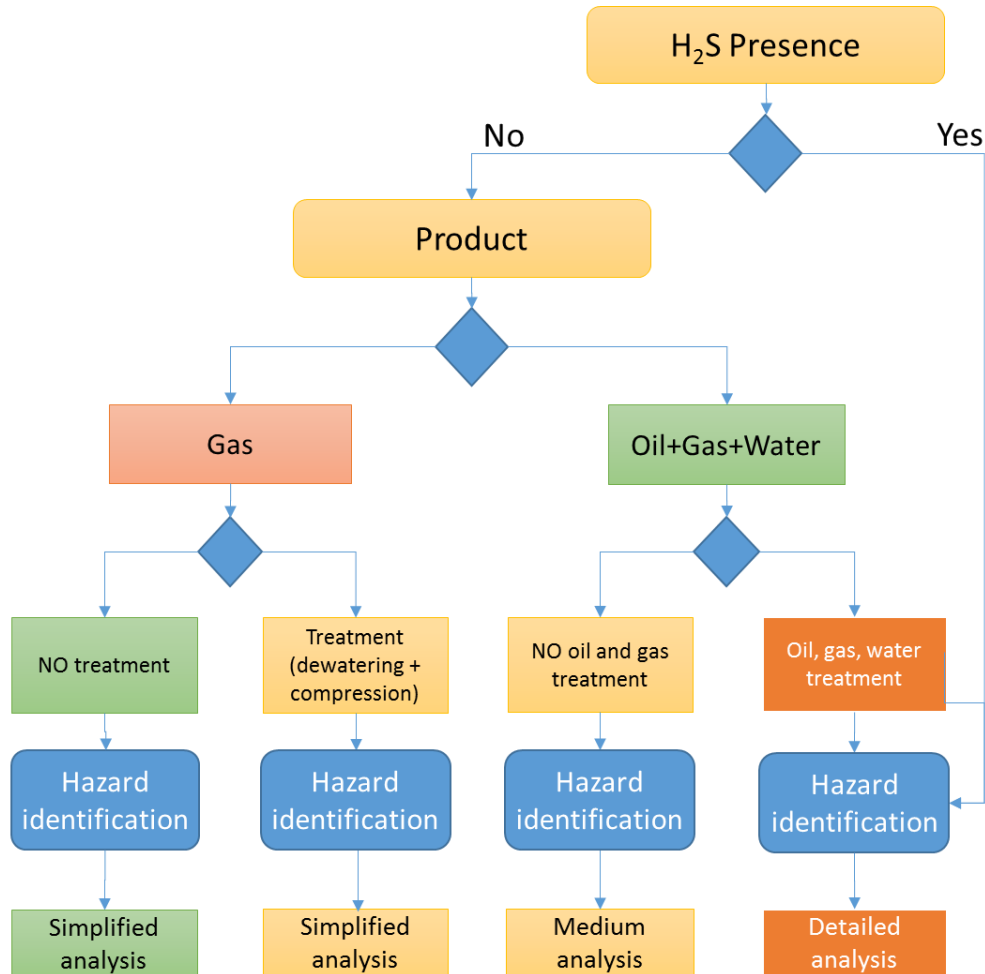 H₂S Presence
No
Yes
Product
Gas
Oil+Gas+Water
NO treatment
Treatment
(dewatering +
compression)
NO oil and gas
treatment
Oil, gas, water
treatment
Hazard
identification
Hazard
identification
Hazard
identification
Hazard
identification
Simplified
analysis
Simplified
analysis
Medium
analysis
Detailed
analysis